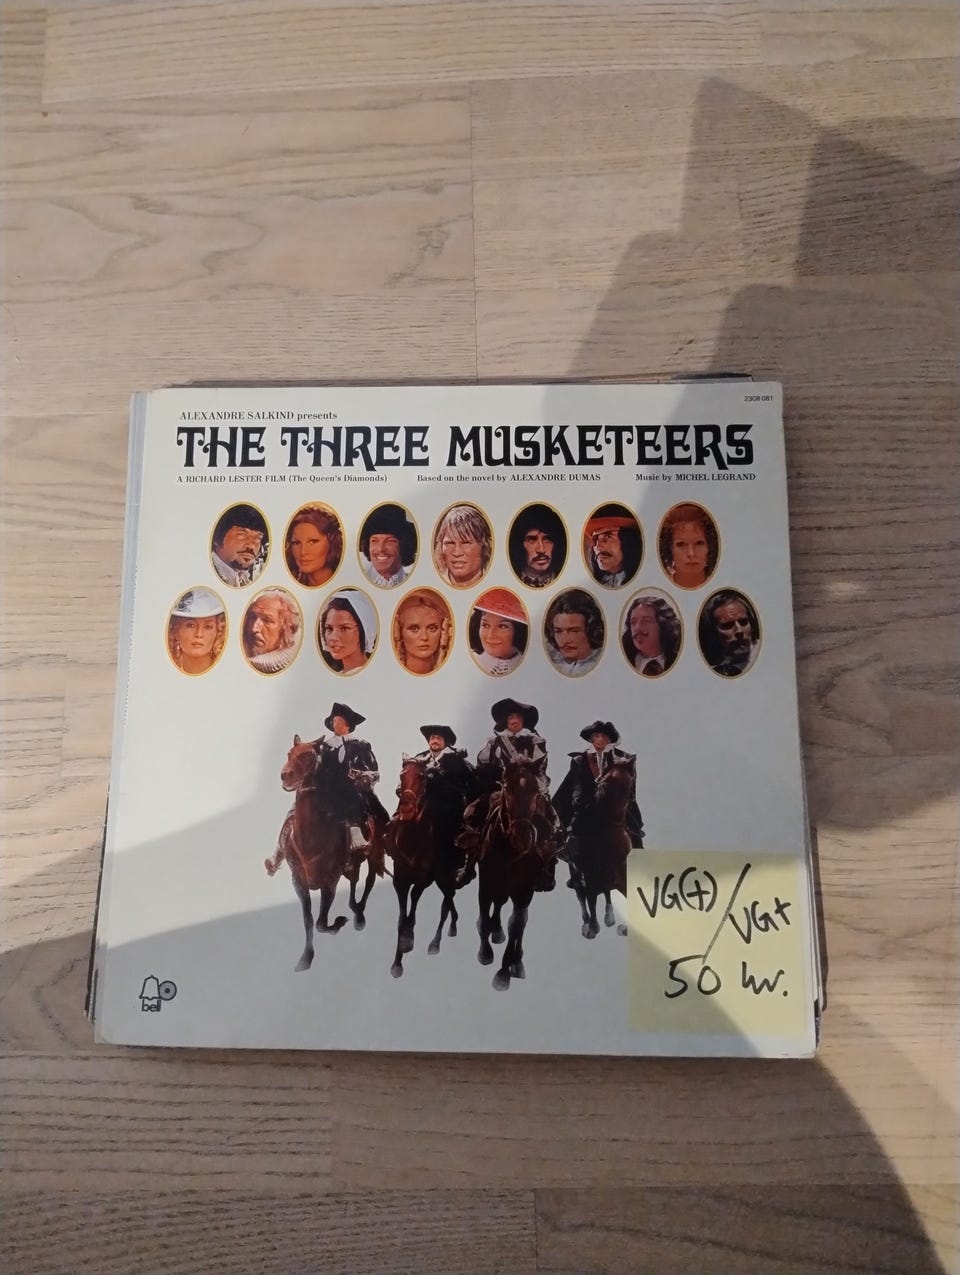 2308 081
ALEXANDRE SALKIND presents
THE THREE MUSKETEERS
A RICHARD LESTER FILM (The Queen's Diamonds) Based on the novel by ALEXANDRE DUMAS Music by MICHEL LEGRAND
VG(+)/VG+
50 kr.
bell